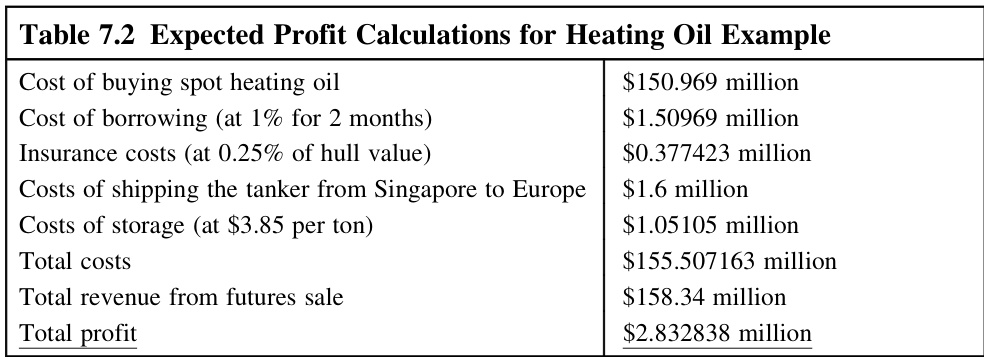 Table 7.2 Expected Profit Calculations for Heating Oil Example
Cost of buying spot heating oil $150.969 million
Cost of borrowing (at 1% for 2 months) $1.50969 million
Insurance costs (at 0.25% of hull value) $0.377423 million
Costs of shipping the tanker from Singapore to Europe $1.6 million
Costs of storage (at $3.85 per ton) $1.05105 million
Total costs $155.507163 million
Total revenue from futures sale $158.34 million
Total profit $2.832838 million